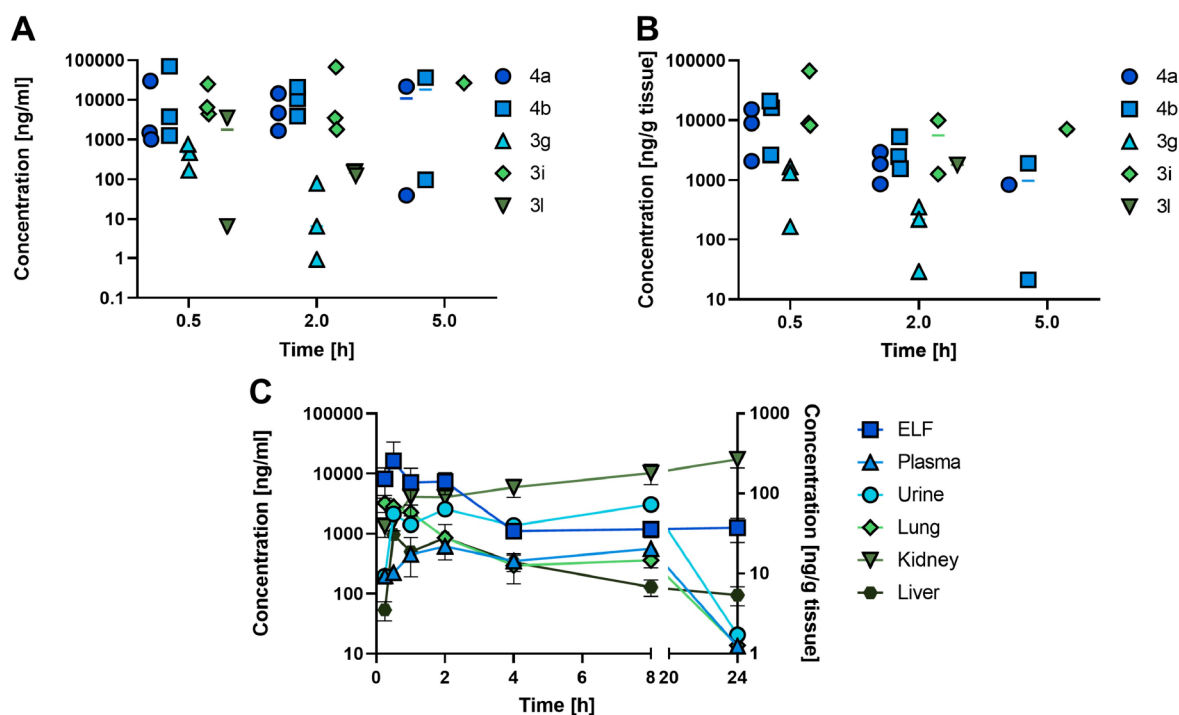 A
Concentration [ng/ml]
100000
10000
1000
100
10
1
0.1
0.5
2.0
5.0
Time [h]
4a
4b
3g
3i
3l
B
Concentration [ng/g tissue]
100000
10000
1000
100
10
0.5
2.0
5.0
Time [h]
4a
4b
3g
3i
3l
C
Concentration [ng/ml]
100000
10000
1000
100
10
0
2
4
6
8
20
24
Time [h]
1000
100
10
1
Concentration [ng/g tissue]
ELF
Plasma
Urine
Lung
Kidney
Liver